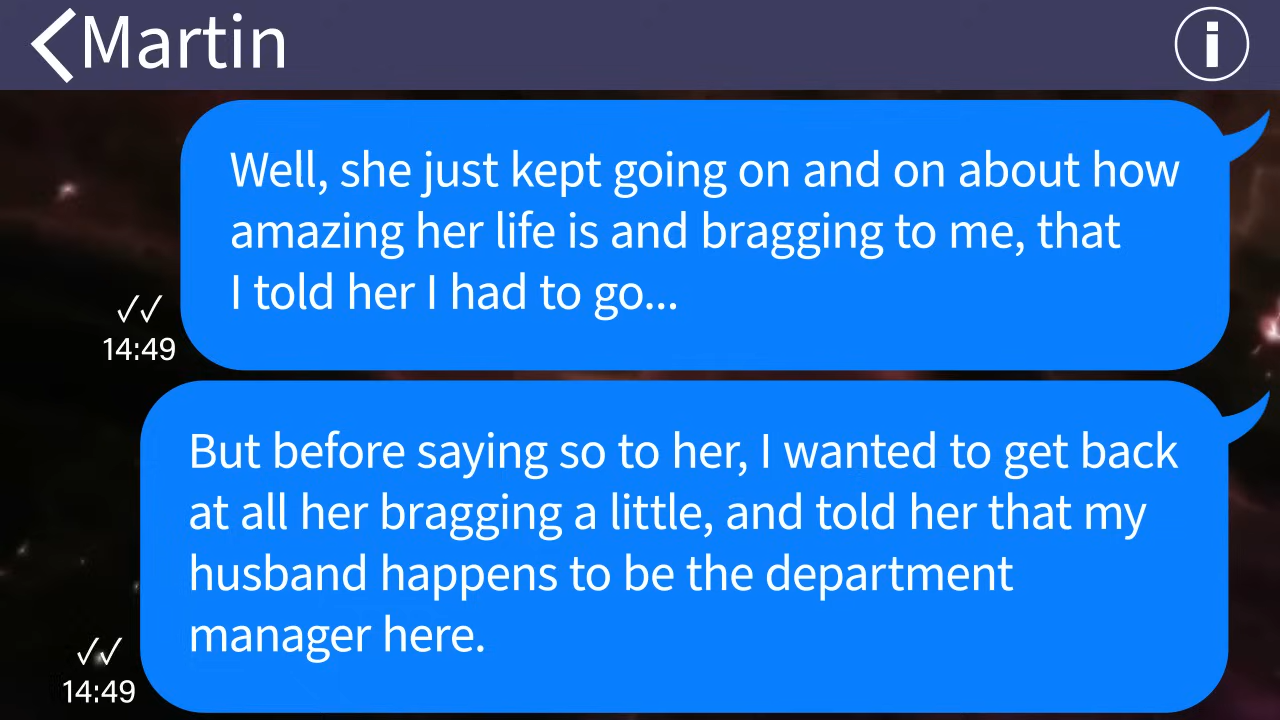 Martin
Well, she just kept going on and on about how
amazing her life is and bragging to me, that
I told her I had to go...
✓✓
14:49
But before saying so to her, I wanted to get back
at all her bragging a little, and told her that my
husband happens to be the department
manager here.
✓✓
14:49